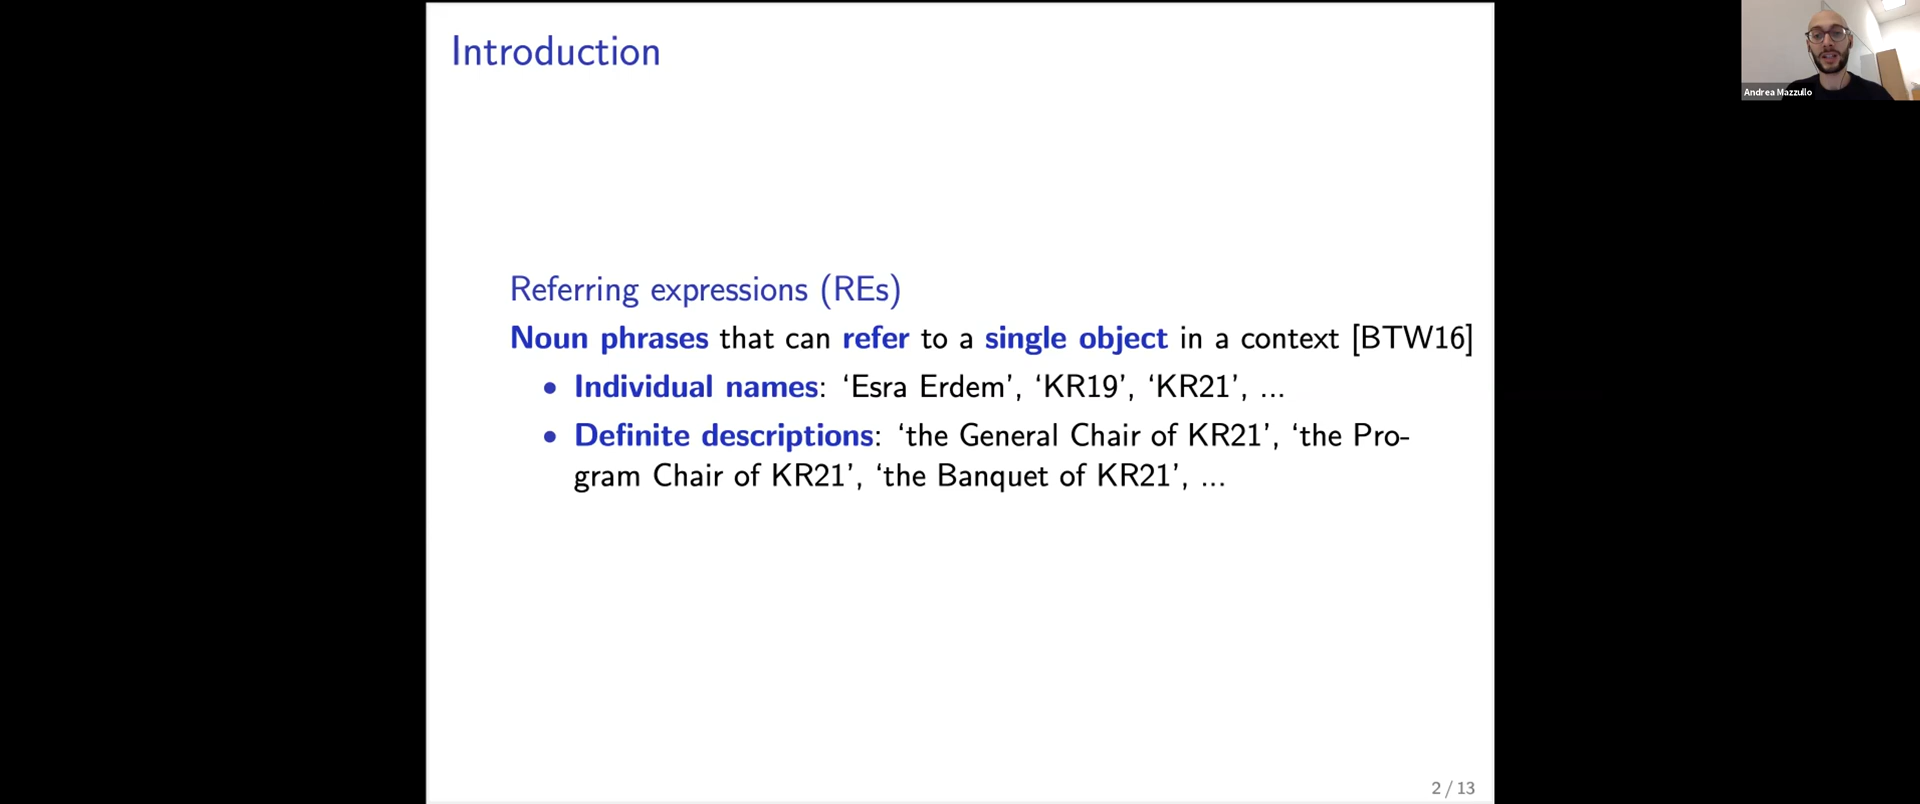 Introduction
Andrea Mazzullo
Referring expressions (REs)
Noun phrases that can refer to a single object in a context [BTW16]
• Individual names: ‘Esra Erdem’, ‘KR19’, ‘KR21’, ...
• Definite descriptions: ‘the General Chair of KR21’, ‘the Pro-
gram Chair of KR21’, ‘the Banquet of KR21’, ...
2 / 13